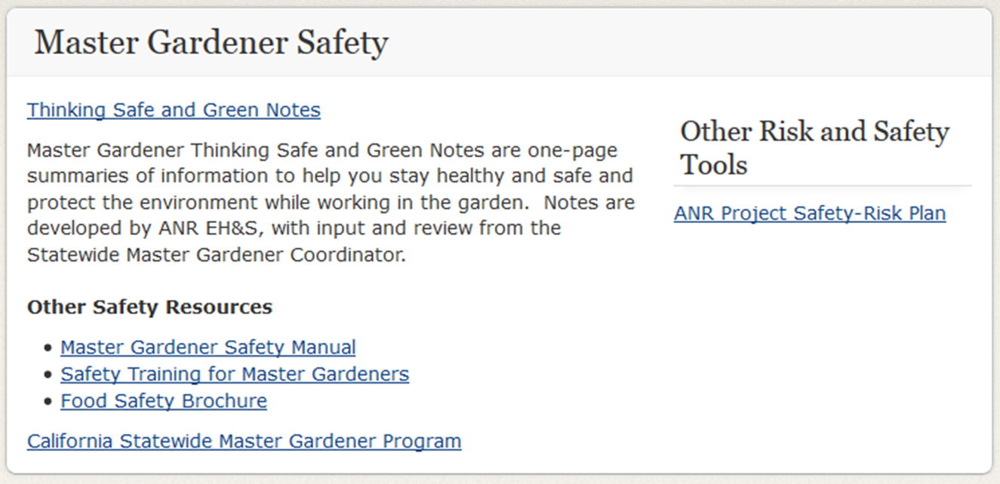 Master Gardener Safety
Thinking Safe and Green Notes
Master Gardener Thinking Safe and Green Notes are one-page
summaries of information to help you stay healthy and safe and
protect the environment while working in the garden.  Notes are
developed by ANR EH&S, with input and review from the
Statewide Master Gardener Coordinator.
Other Safety Resources
• Master Gardener Safety Manual
• Safety Training for Master Gardeners
• Food Safety Brochure
California Statewide Master Gardener Program
Other Risk and Safety
Tools
ANR Project Safety-Risk Plan